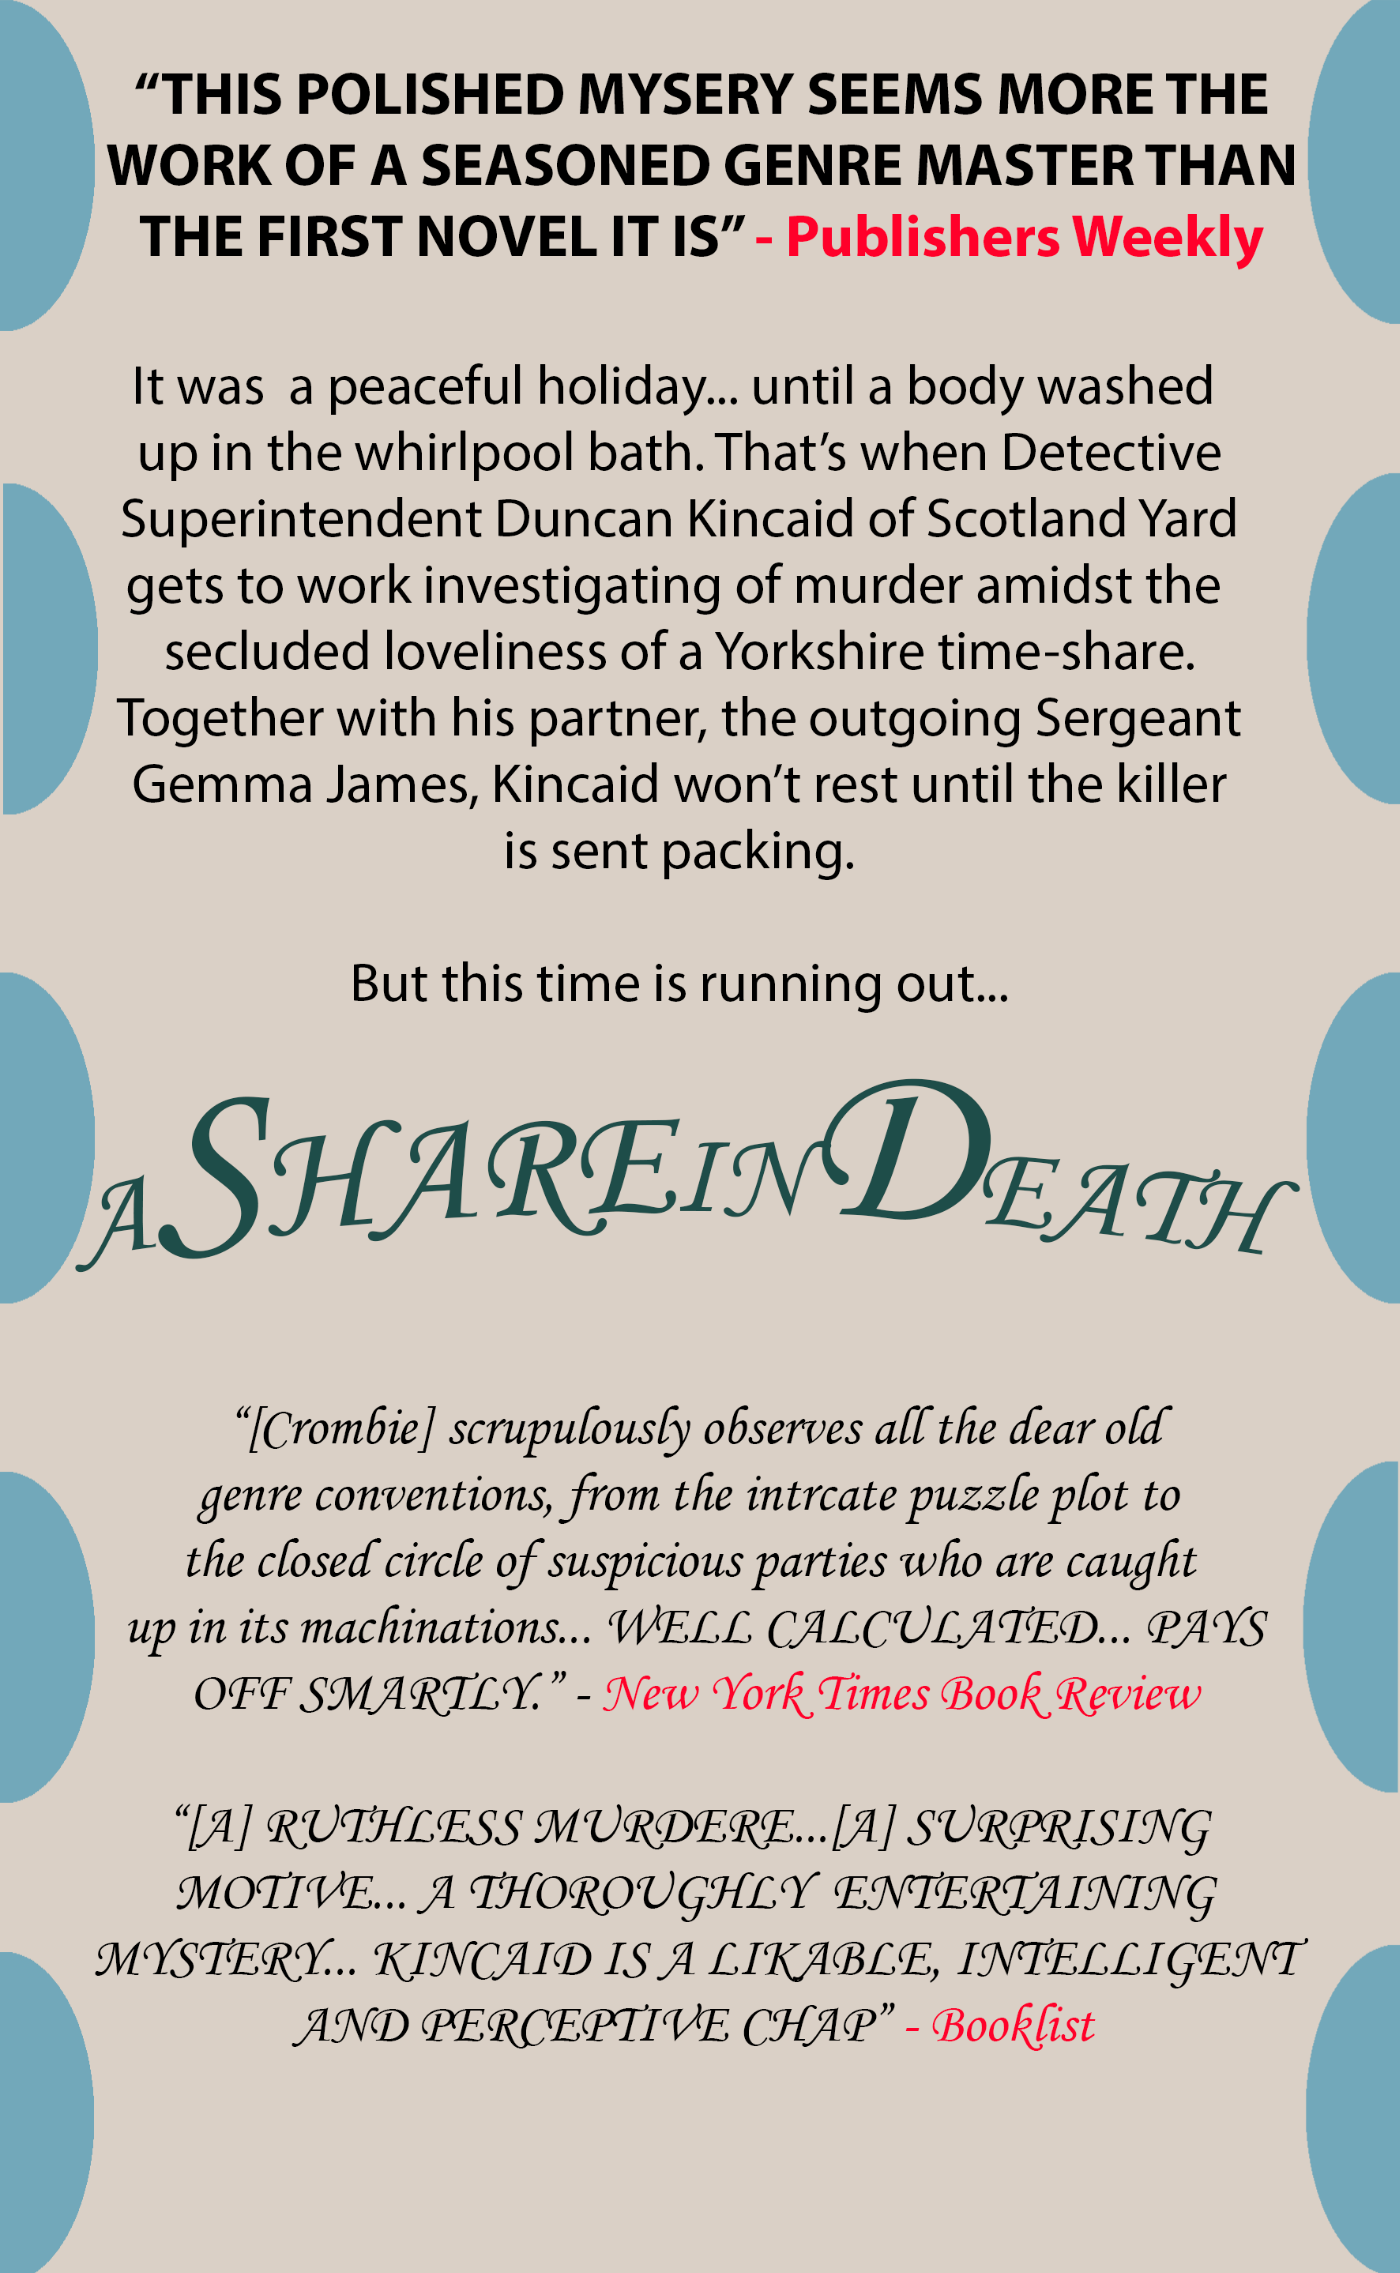 “THIS POLISHED MYSERY SEEMS MORE THE
WORK OF A SEASONED GENRE MASTER THAN
THE FIRST NOVEL IT IS” - Publishers Weekly
It was a peaceful holiday... until a body washed
up in the whirlpool bath. That’s when Detective
Superintendent Duncan Kincaid of Scotland Yard
gets to work investigating of murder amidst the
secluded loveliness of a Yorkshire time-share.
Together with his partner, the outgoing Sergeant
Gemma James, Kincaid won’t rest until the killer
is sent packing.
But this time is running out...
A SHARE IN DEATH
“[Crombie] scrupulously observes all the dear old
genre conventions, from the intrcate puzzle plot to
the closed circle of suspicious parties who are caught
up in its machinations... WELL CALCULATED... PAYS
OFF SMARTLY.” - New York Times Book Review
“[A] RUTHLESS MURDERE...[A] SURPRISING
MOTIVE... A THOROUGHLY ENTERTAINING
MYSTERY... KINCAID IS A LIKABLE, INTELLIGENT
AND PERCEPTIVE CHAP” - Booklist